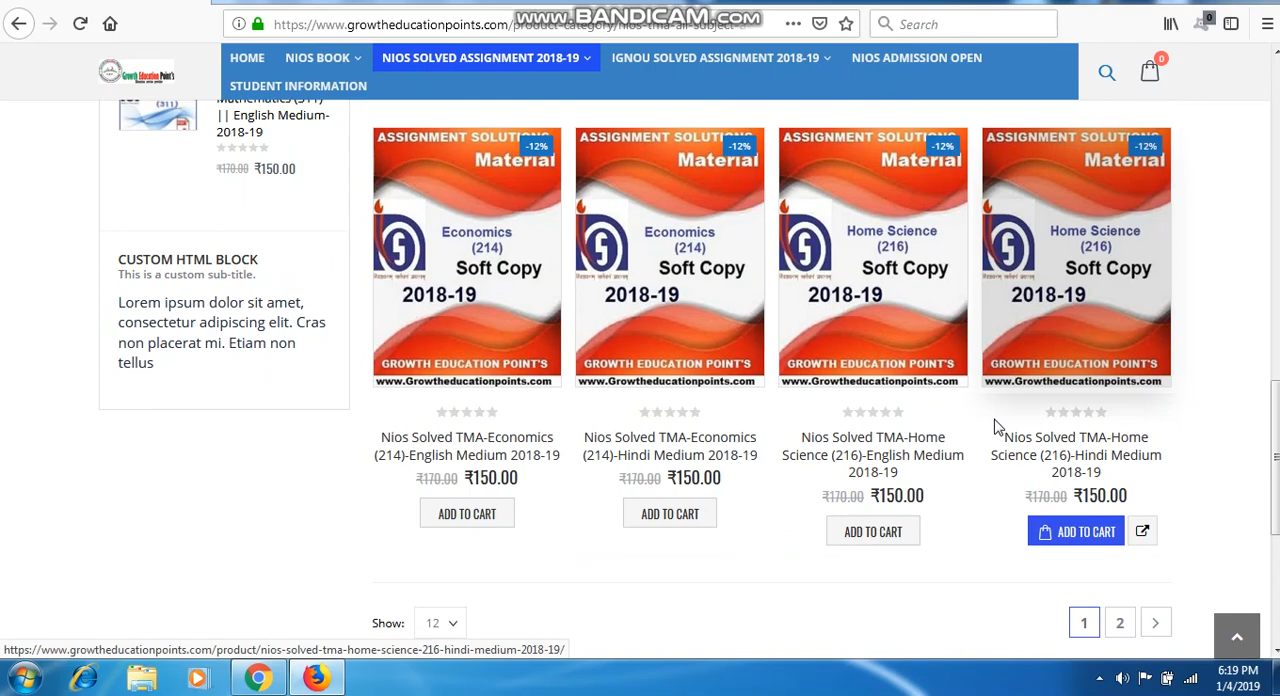 www.BANDICAM.com
https://www.growtheducationpoints.com/product-category/nios-tma-all-subject-
Search
0
HOME
NIOS BOOK
NIOS SOLVED ASSIGNMENT 2018-19
IGNOU SOLVED ASSIGNMENT 2018-19
NIOS ADMISSION OPEN
STUDENT INFORMATION
0
Growth Education Point's
Mathematics (311)
|| English Medium-
2018-19
₹170.00 ₹150.00
(311)
CUSTOM HTML BLOCK
This is a custom sub-title.
Lorem ipsum dolor sit amet,
consectetur adipiscing elit. Cras
non placerat mi. Etiam non
tellus
ASSIGNMENT SOLUTIONS
-12%
Material
Economics
(214)
Soft Copy
2018-19
GROWTH EDUCATION POINT'S
www.Growtheducationpoints.com
Nios Solved TMA-Economics
(214)-English Medium 2018-19
₹170.00 ₹150.00
ADD TO CART
ASSIGNMENT SOLUTIONS
-12%
Material
Economics
(214)
Soft Copy
2018-19
GROWTH EDUCATION POINT'S
www.Growtheducationpoints.com
Nios Solved TMA-Economics
(214)-Hindi Medium 2018-19
₹170.00 ₹150.00
ADD TO CART
ASSIGNMENT SOLUTIONS
-12%
Material
Home Science
(216)
Soft Copy
2018-19
GROWTH EDUCATION POINT'S
www.Growtheducationpoints.com
Nios Solved TMA-Home
Science (216)-English Medium
2018-19
₹170.00 ₹150.00
ADD TO CART
ASSIGNMENT SOLUTIONS
-12%
Material
Home Science
(216)
Soft Copy
2018-19
GROWTH EDUCATION POINT'S
www.Growtheducationpoints.com
Nios Solved TMA-Home
Science (216)-Hindi Medium
2018-19
₹170.00 ₹150.00
ADD TO CART
Show: 12
1 2
https://www.growtheducationpoints.com/product/nios-solved-tma-home-science-216-hindi-medium-2018-19/
6:19 PM
1/4/2019